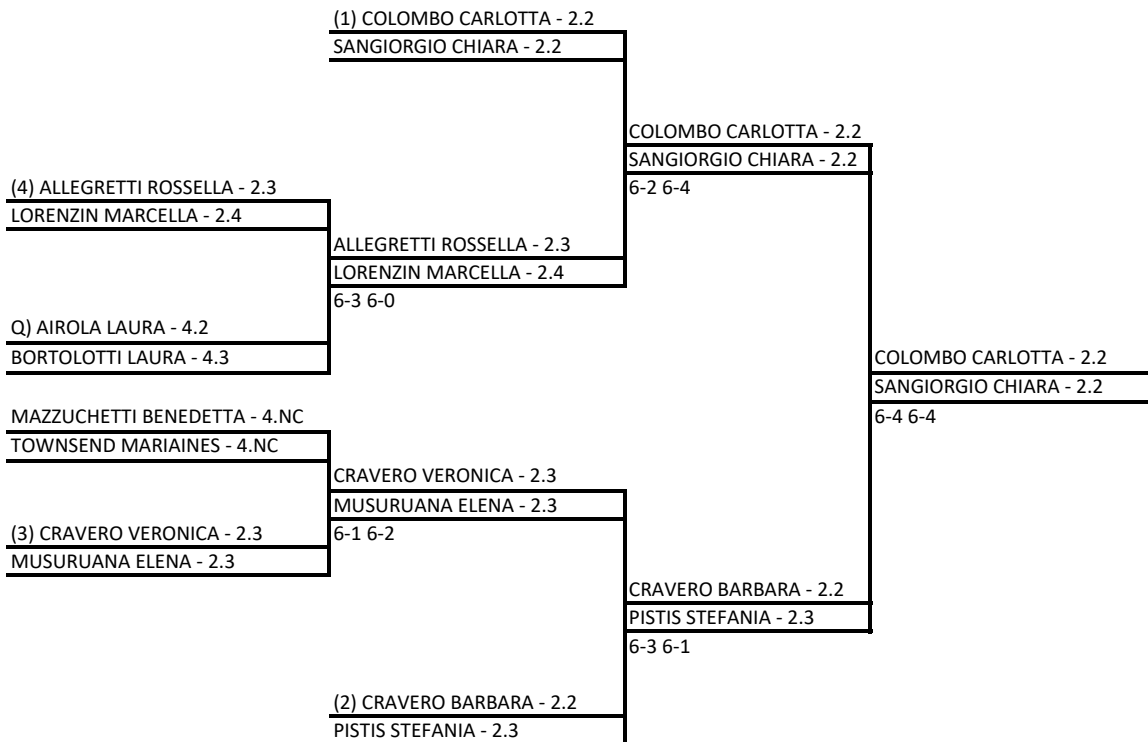 (1) COLOMBO CARLOTTA - 2.2
SANGIORGIO CHIARA - 2.2
COLOMBO CARLOTTA - 2.2
SANGIORGIO CHIARA - 2.2
6-2 6-4
(4) ALLEGRETTI ROSSELLA - 2.3
LORENZIN MARCELLA - 2.4
ALLEGRETTI ROSSELLA - 2.3
LORENZIN MARCELLA - 2.4
6-3 6-0
Q) AIROLA LAURA - 4.2
BORTOLOTTI LAURA - 4.3
COLOMBO CARLOTTA - 2.2
SANGIORGIO CHIARA - 2.2
6-4 6-4
MAZZUCHETTI BENEDETTA - 4.NC
TOWNSEND MARIAINES - 4.NC
CRAVERO VERONICA - 2.3
MUSURUANA ELENA - 2.3
6-1 6-2
(3) CRAVERO VERONICA - 2.3
MUSURUANA ELENA - 2.3
CRAVERO BARBARA - 2.2
PISTIS STEFANIA - 2.3
6-3 6-1
(2) CRAVERO BARBARA - 2.2
PISTIS STEFANIA - 2.3